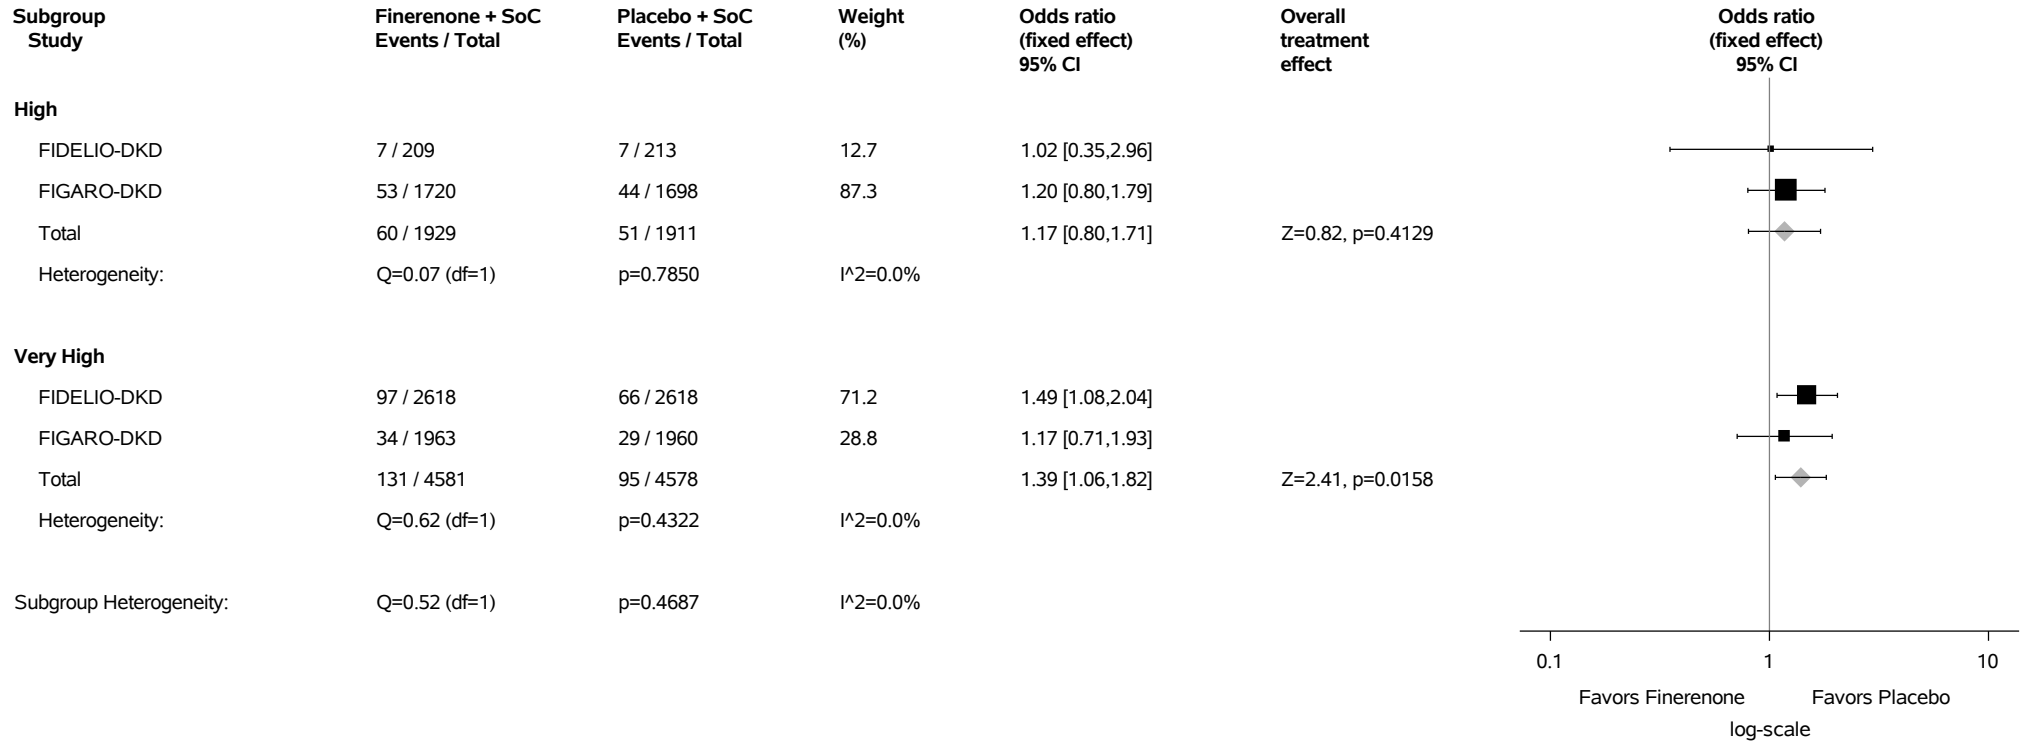 Subgroup Finerenone + SoC Placebo + SoC Weight Odds ratio Overall Odds ratio
Study Events / Total Events / Total (%) (fixed effect) treatment (fixed effect)
95% CI effect 95% CI
High
FIDELIO-DKD 7 / 209 7 / 213 12.7 1.02 [0.35,2.96]
FIGARO-DKD 53 / 1720 44 / 1698 87.3 1.20 [0.80,1.79]
Total 60 / 1929 51 / 1911 1.17 [0.80,1.71] Z=0.82, p=0.4129
Heterogeneity: Q=0.07 (df=1) p=0.7850 I^2=0.0%
Very High
FIDELIO-DKD 97 / 2618 66 / 2618 71.2 1.49 [1.08,2.04]
FIGARO-DKD 34 / 1963 29 / 1960 28.8 1.17 [0.71,1.93]
Total 131 / 4581 95 / 4578 1.39 [1.06,1.82] Z=2.41, p=0.0158
Heterogeneity: Q=0.62 (df=1) p=0.4322 I^2=0.0%
Subgroup Heterogeneity: Q=0.52 (df=1) p=0.4687 I^2=0.0%
0.1 1 10
Favors Finerenone Favors Placebo
log-scale